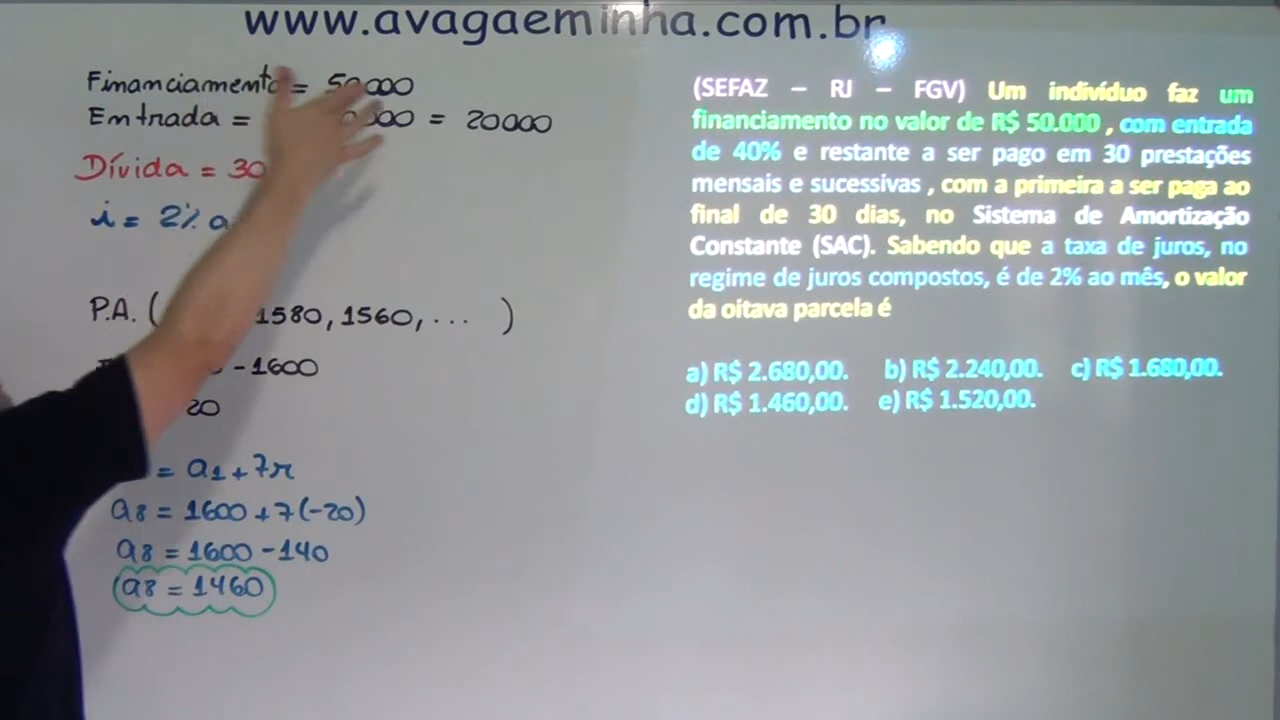 www.avagaeminha.com.br
Financiamento = 50000
Entrada = 000 = 20000
Dívida = 30
i = 2% a
P.A. ( 1580, 1560, ... )
- 1600
20
= a1 + 7r
a8 = 1600 + 7(-20)
a8 = 1600 - 140
a8 = 1460
(SEFAZ – RJ – FGV) Um indivíduo faz um
financiamento no valor de R$ 50.000 , com entrada
de 40% e restante a ser pago em 30 prestações
mensais e sucessivas , com a primeira a ser paga ao
final de 30 dias, no Sistema de Amortização
Constante (SAC). Sabendo que a taxa de juros, no
regime de juros compostos, é de 2% ao mês, o valor
da oitava parcela é
a) R$ 2.680,00. b) R$ 2.240,00. c) R$ 1.680,00.
d) R$ 1.460,00. e) R$ 1.520,00.